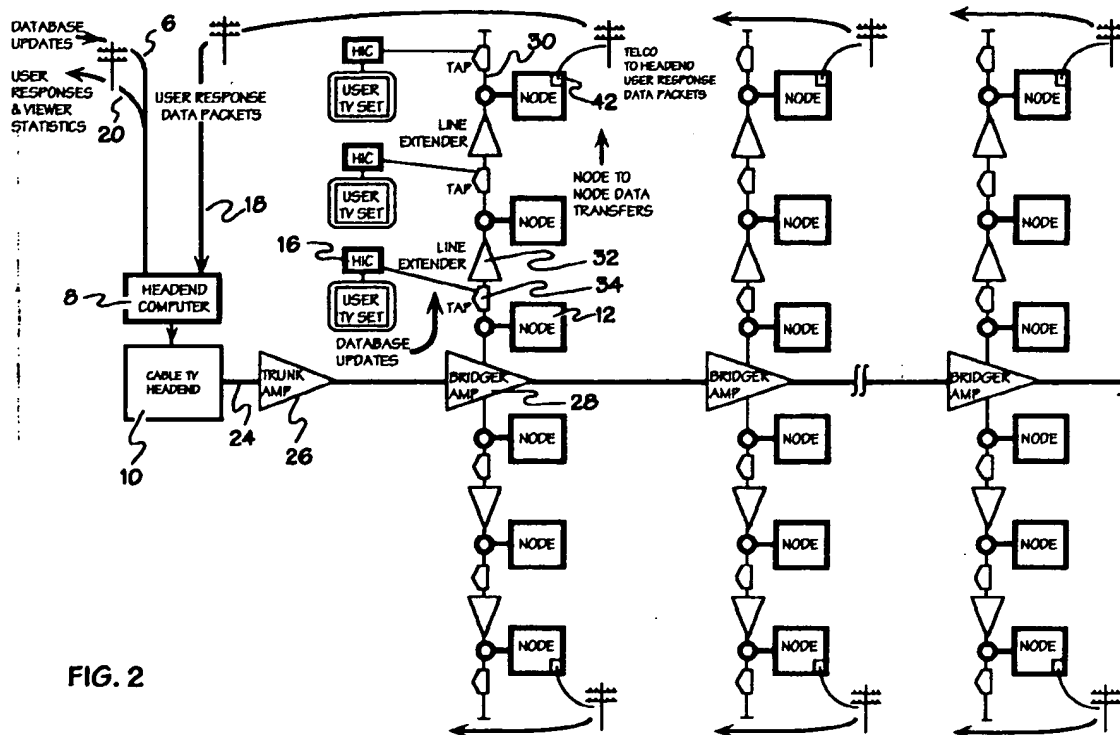 DATABASE
UPDATES
6
USER
RESPONSES
& VIEWER
STATISTICS
20
USER RESPONSE
DATA PACKETS
18
8
HEADEND
COMPUTER
CABLE TV
HEADEND
10
24
TRUNK
AMP
26
HIC
USER
TV SET
TAP
30
NODE
42
TELCO
TO HEADEND
USER RESPONSE
DATA PACKETS
LINE
EXTENDER
HIC
USER
TV SET
TAP
NODE
NODE TO
NODE DATA
TRANSFERS
16
HIC
USER
TV SET
LINE
EXTENDER
32
TAP
34
NODE
12
DATABASE
UPDATES
BRIDGER
AMP
28
NODE
NODE
NODE
NODE
NODE
NODE
BRIDGER
AMP
NODE
NODE
NODE
NODE
NODE
NODE
BRIDGER
AMP
NODE
NODE
NODE
FIG. 2